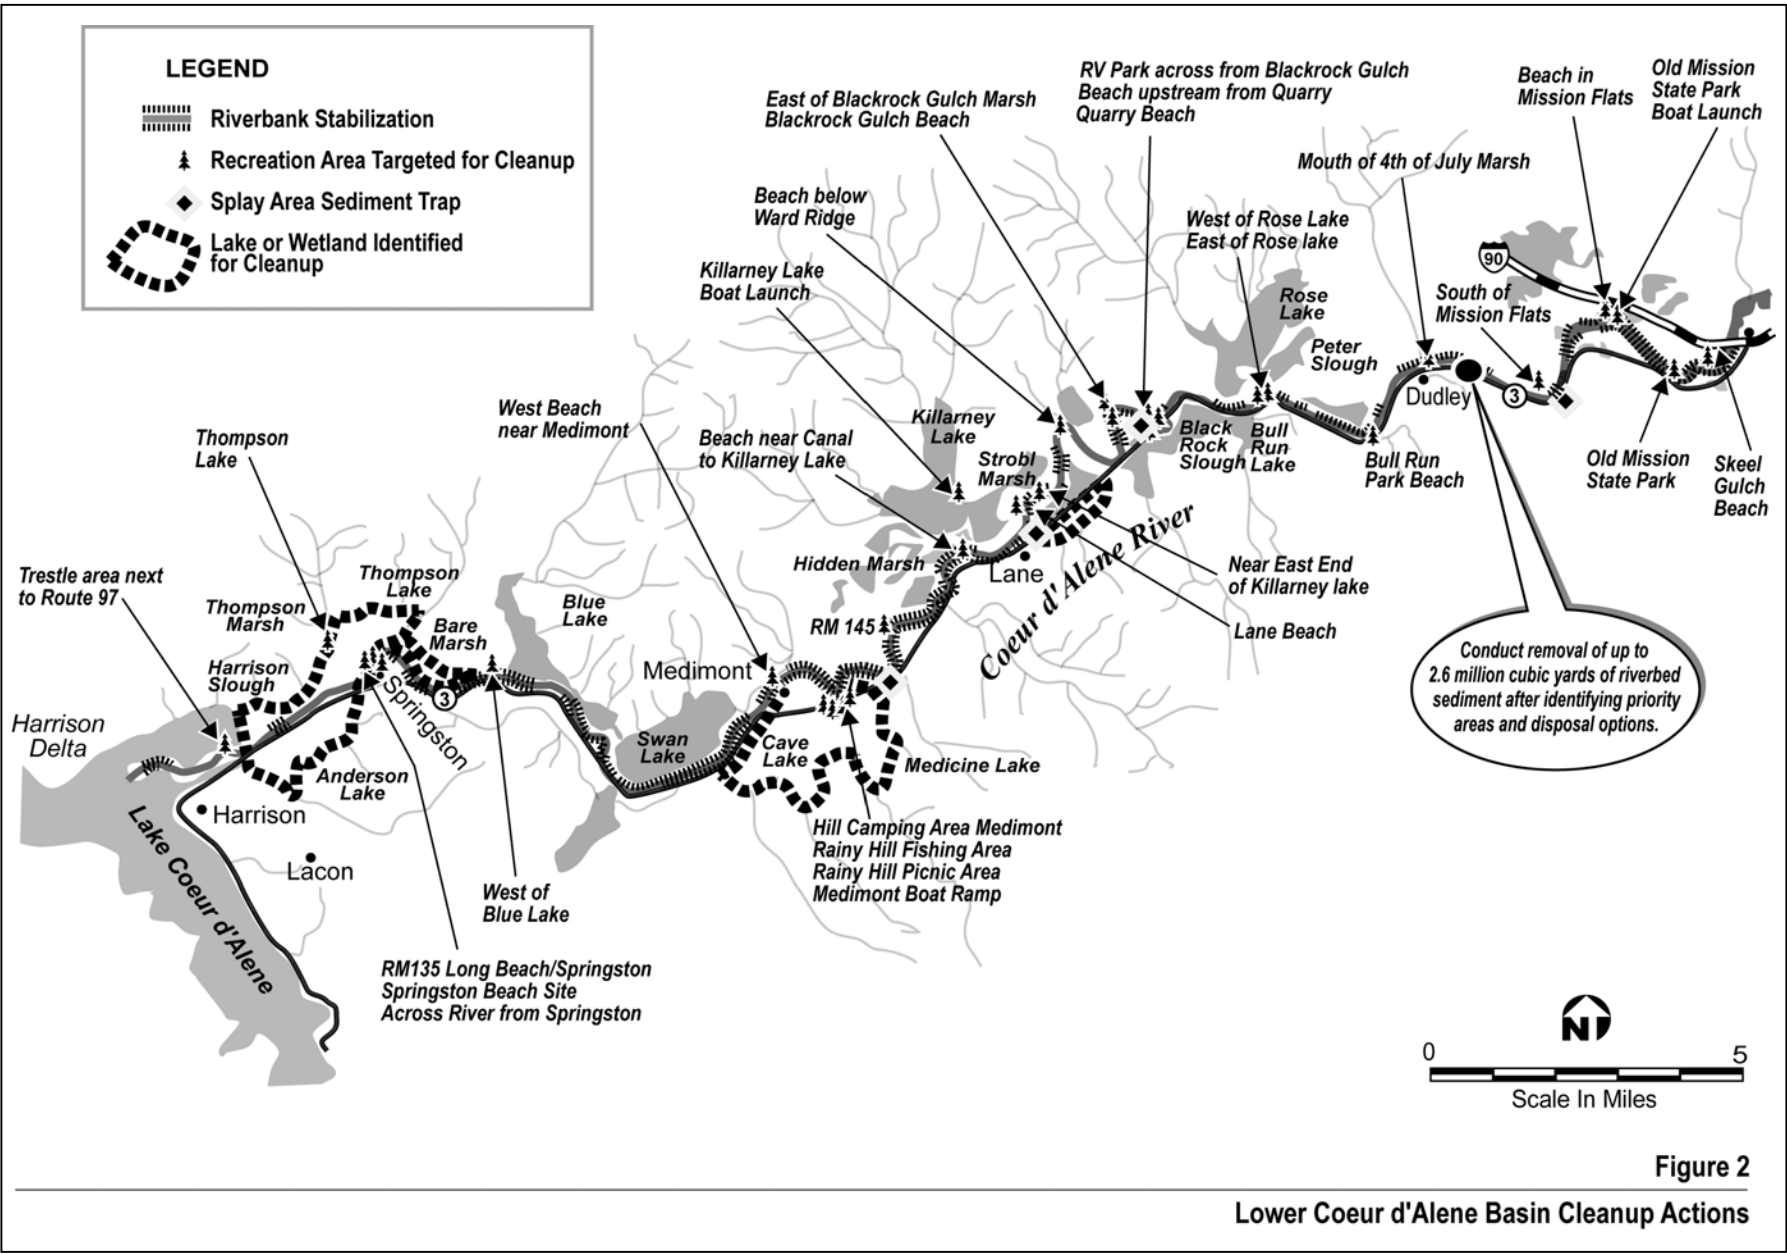 LEGEND
Riverbank Stabilization
Recreation Area Targeted for Cleanup
Splay Area Sediment Trap
Lake or Wetland Identified
for Cleanup
RV Park across from Blackrock Gulch
Beach upstream from Quarry
Quarry Beach
East of Blackrock Gulch Marsh
Blackrock Gulch Beach
Beach in
Mission Flats
Old Mission
State Park
Boat Launch
Mouth of 4th of July Marsh
Beach below
Ward Ridge
West of Rose Lake
East of Rose lake
90
Killarney Lake
Boat Launch
South of
Mission Flats
Rose
Lake
Peter
Slough
Dudley
3
West Beach
near Medimont
Killarney
Lake
Thompson
Lake
Beach near Canal
to Killarney Lake
Strobl
Marsh
Black
Rock
Slough
Bull
Run
Lake
Bull Run
Park Beach
Old Mission
State Park
Skeel
Gulch
Beach
Coeur d'Alene River
Hidden Marsh
Lane
Near East End
of Killarney lake
Lane Beach
Trestle area next
to Route 97
Thompson
Lake
Thompson
Marsh
Bare
Marsh
Blue
Lake
RM 145
Harrison
Slough
Springston
3
Medimont
Conduct removal of up to
2.6 million cubic yards of riverbed
sediment after identifying priority
areas and disposal options.
Harrison
Delta
Swan
Lake
Cave
Lake
Medicine Lake
Anderson
Lake
Harrison
Lake Coeur d'Alene
Lacon
Hill Camping Area Medimont
Rainy Hill Fishing Area
Rainy Hill Picnic Area
Medimont Boat Ramp
West of
Blue Lake
RM135 Long Beach/Springston
Springston Beach Site
Across River from Springston
N
0
5
Scale In Miles
Figure 2
Lower Coeur d'Alene Basin Cleanup Actions